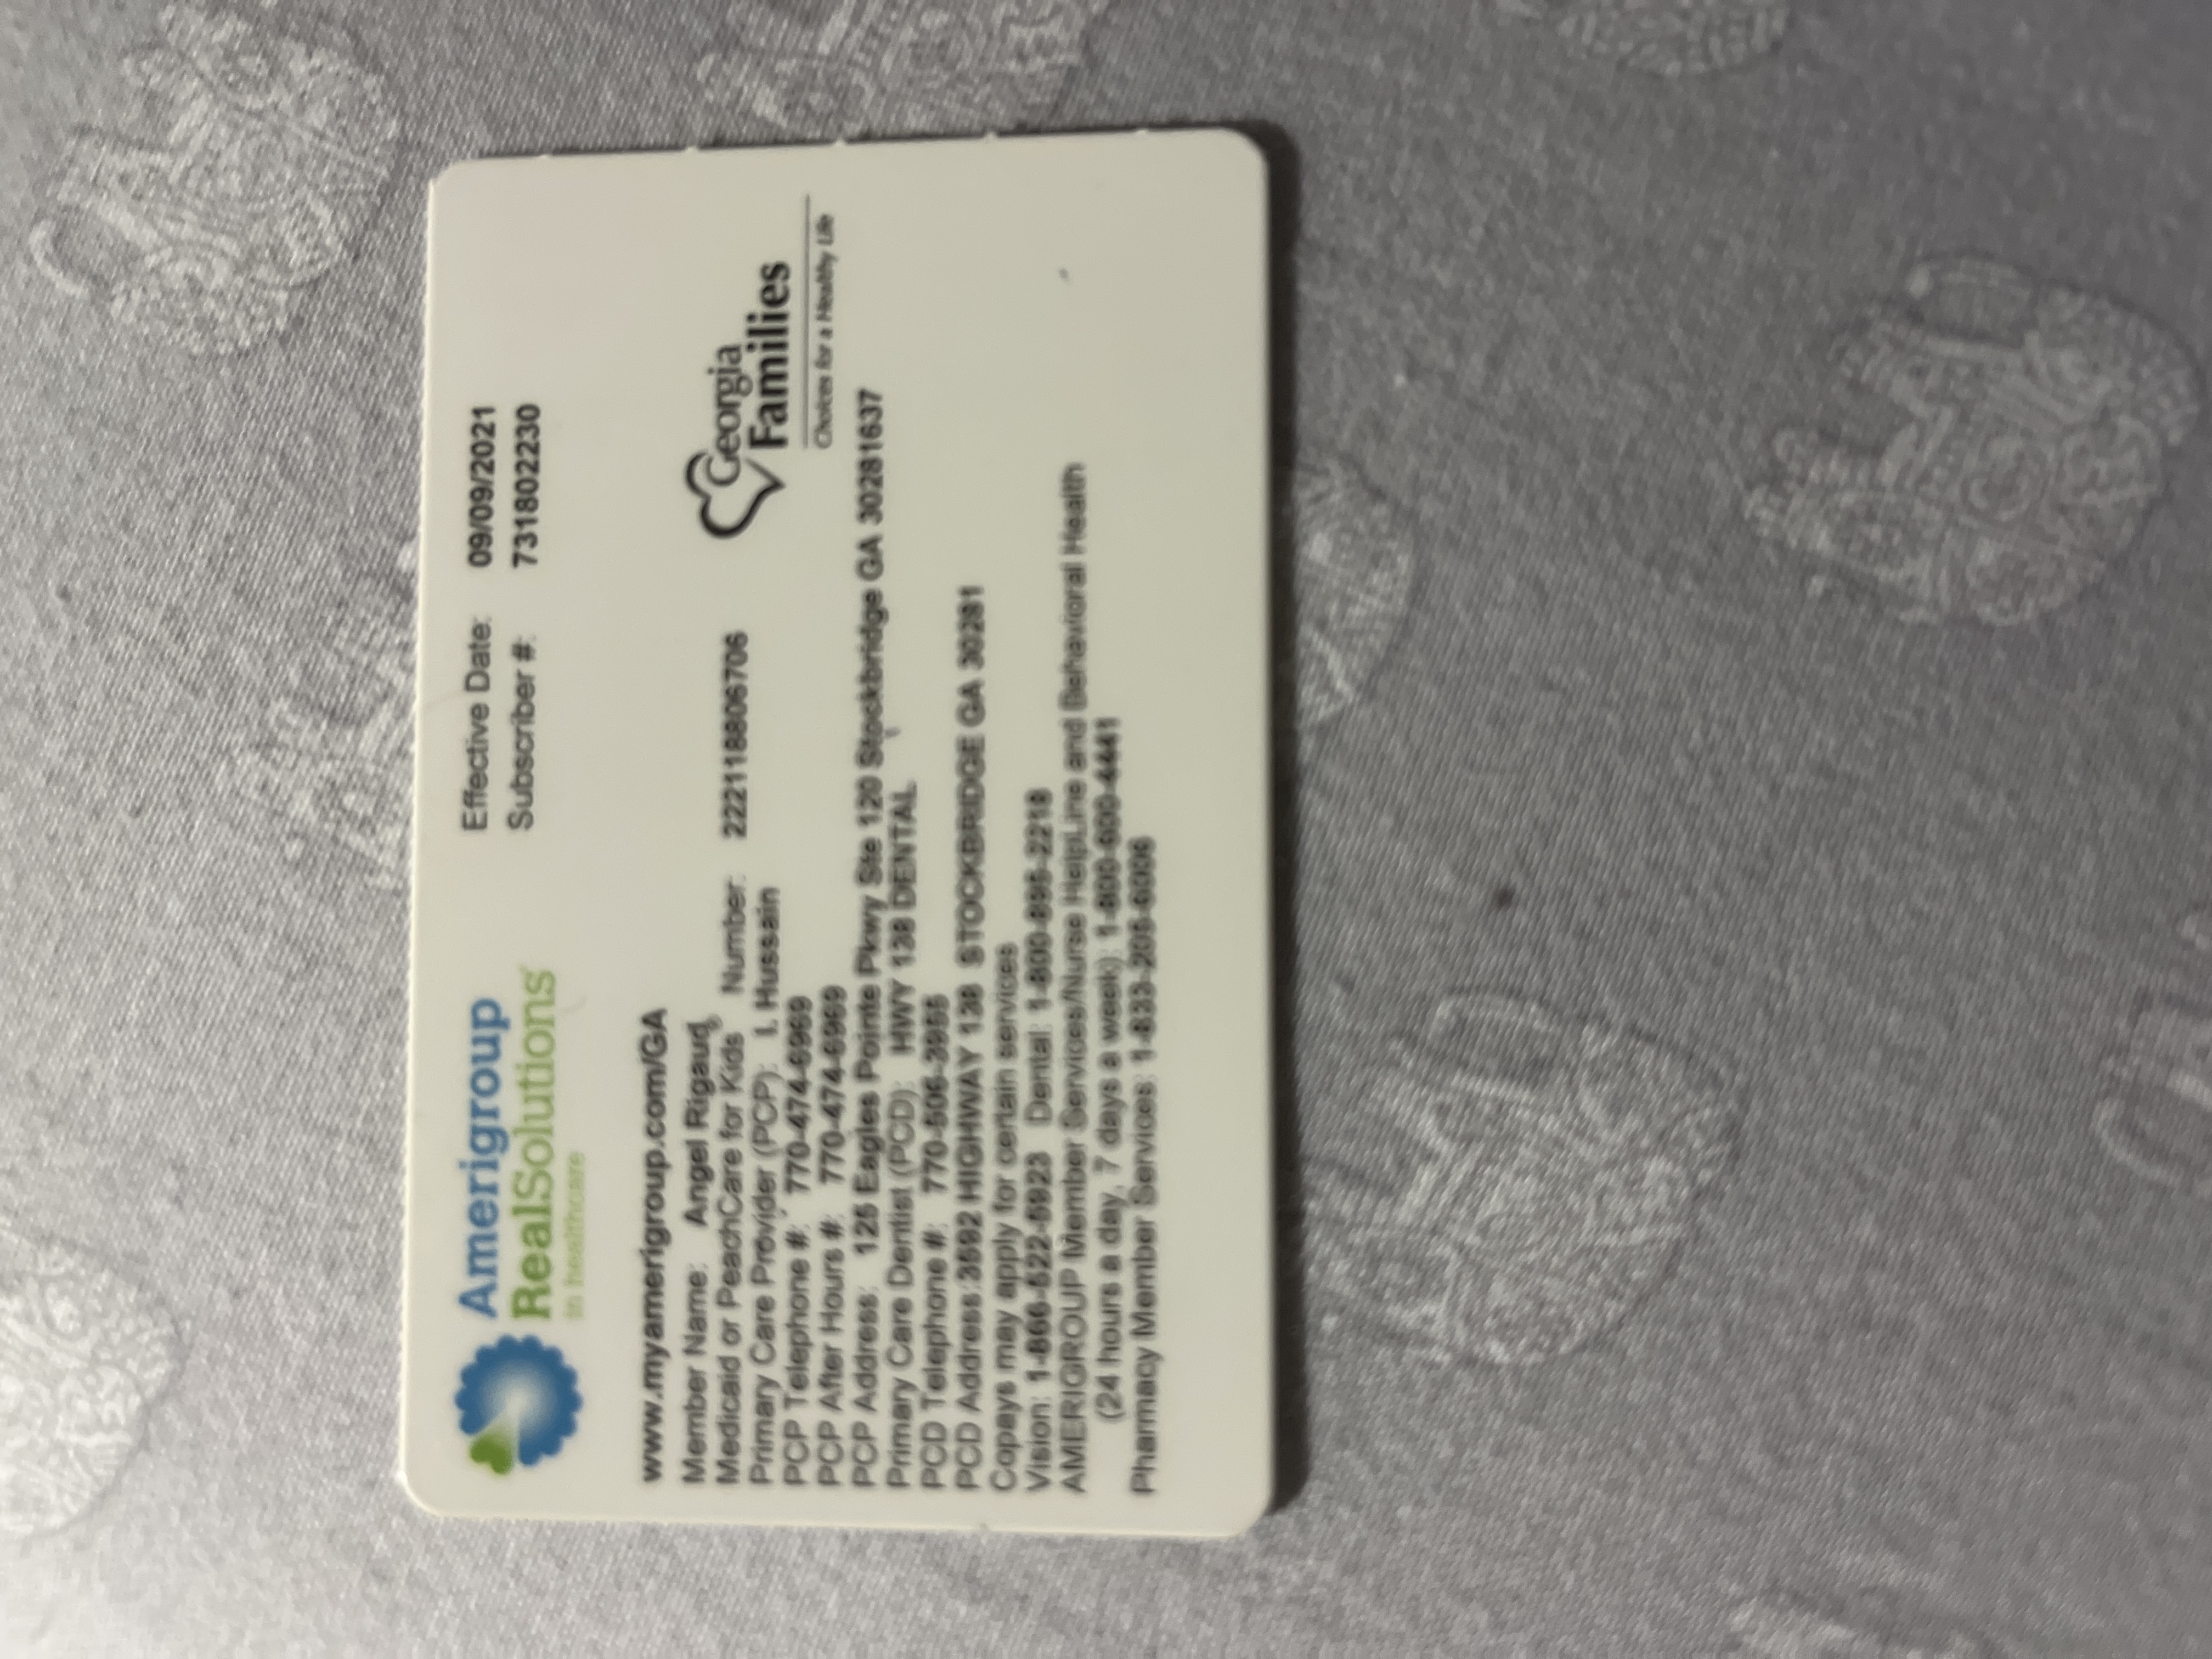 Amerigroup
RealSolutions
in healthcare
Effective Date: 09/09/2021
Subscriber #: 731802230
www.myamerigroup.com/GA
Member Name: Angel Rigaud
Medicaid or PeachCare for Kids Number: 222118806706
Primary Care Provider (PCP): I. Hussain
PCP Telephone #: 770-474-6969
PCP After Hours #: 770-474-6969
PCP Address: 125 Eagles Pointe Pkwy Ste 120 Stockbridge GA 302811637
Primary Care Dentist (PCD): HWY 138 DENTAL
PCD Telephone #: 770-506-3955
PCD Address: 3592 HIGHWAY 138 STOCKBRIDGE GA 30281
Copays may apply for certain services
Vision: 1-866-522-5923 Dental: 1-800-895-2218
AMERIGROUP Member Services/Nurse HelpLine and Behavioral Health
(24 hours a day, 7 days a week): 1-800-600-4441
Pharmacy Member Services: 1-833-205-6006
Georgia
Families
Choices for a Healthy Life